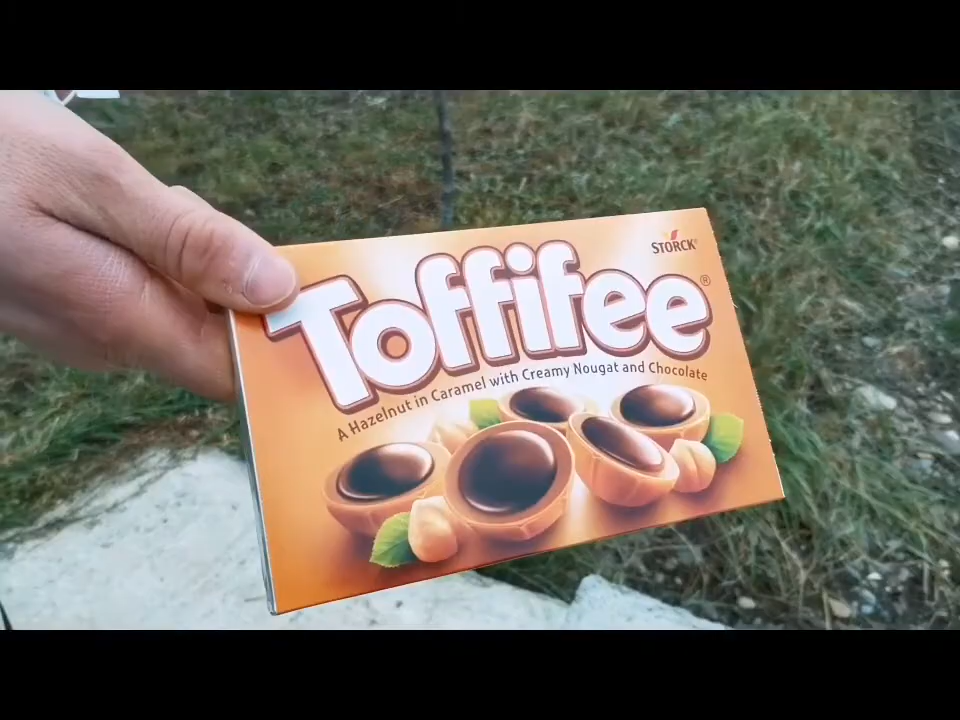 STORCK®
Toffifee®
A Hazelnut in Caramel with Creamy Nougat and Chocolate